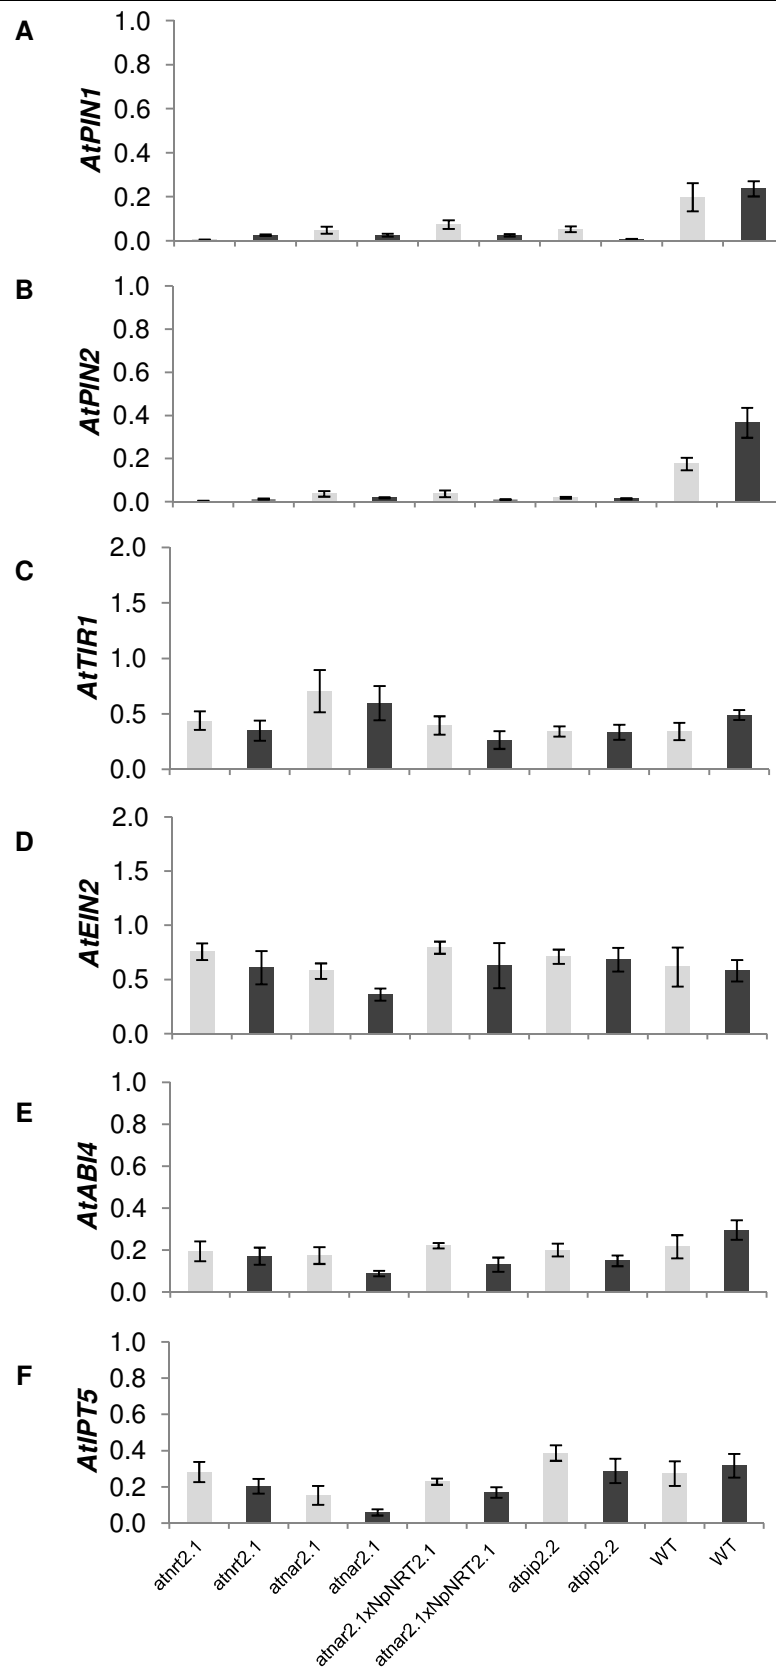 A
AtPIN1
1.0
0.8
0.6
0.4
0.2
0.0
B
AtPIN2
1.0
0.8
0.6
0.4
0.2
0.0
C
AtTIR1
2.0
1.5
1.0
0.5
0.0
D
AtEIN2
2.0
1.5
1.0
0.5
0.0
E
AtABI4
1.0
0.8
0.6
0.4
0.2
0.0
F
AtIPT5
1.0
0.8
0.6
0.4
0.2
0.0
atnrt2.1
atnrt2.1
atnar2.1
atnar2.1
atnar2.1xNpNRT2.1
atnar2.1xNpNRT2.1
atpip2.2
atpip2.2
WT
WT